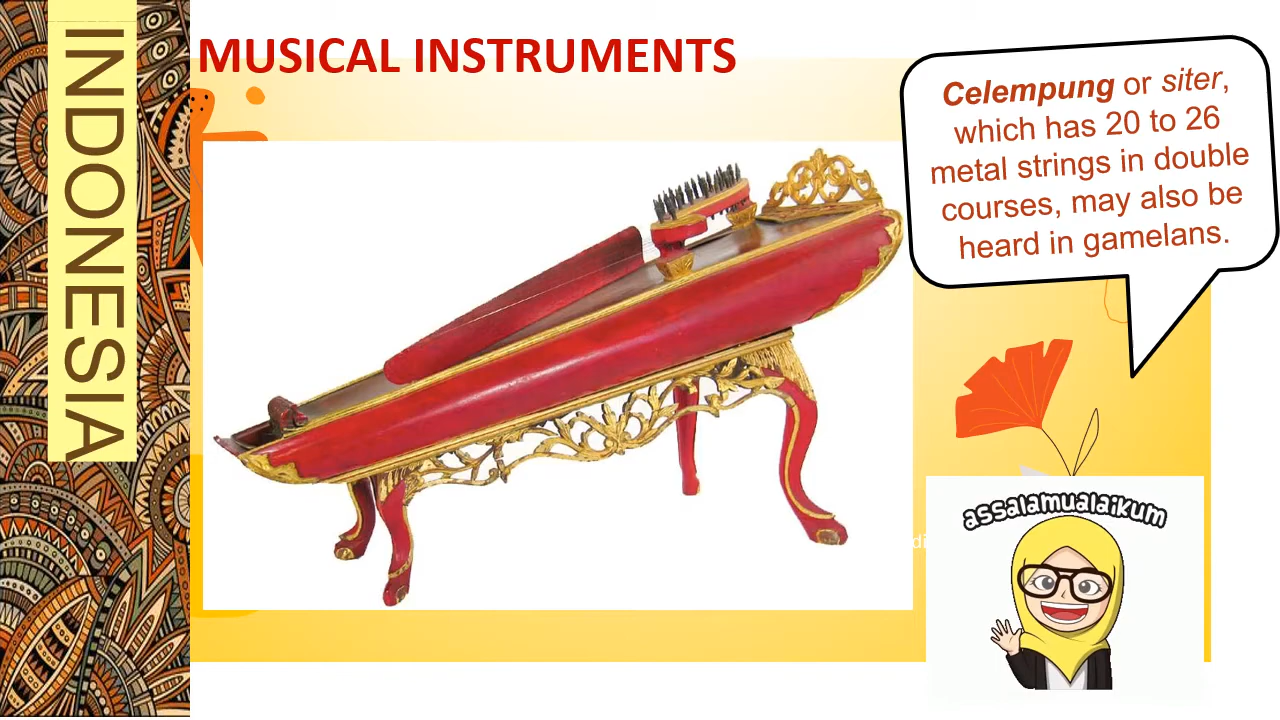 INDONESIA
MUSICAL INSTRUMENTS
Celempung or siter,
which has 20 to 26
metal strings in double
courses, may also be
heard in gamelans.
di
assalamualaikum